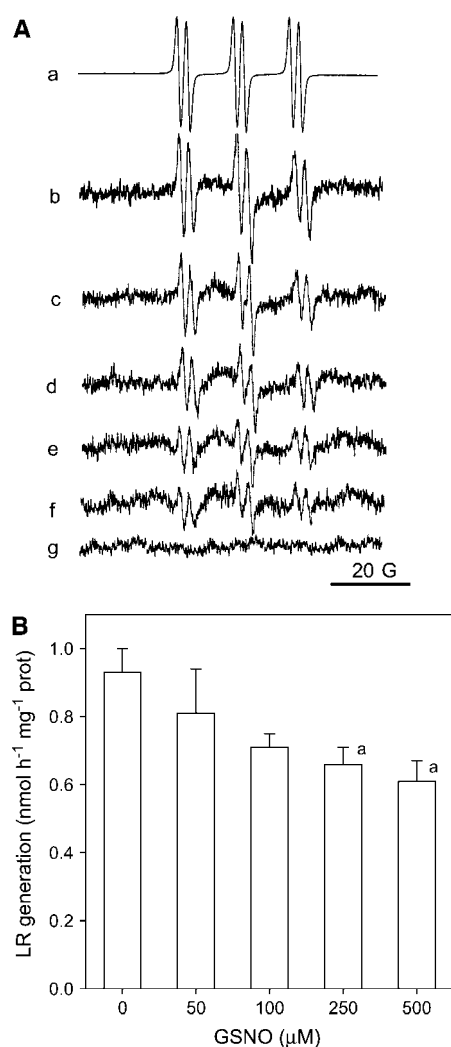 A
a
b
c
d
e
f
g
20 G
B
LR generation (nmol h⁻¹ mg⁻¹ prot)
1.0
0.8
0.6
0.4
0.2
0.0
a
a
0 50 100 250 500
GSNO (µM)